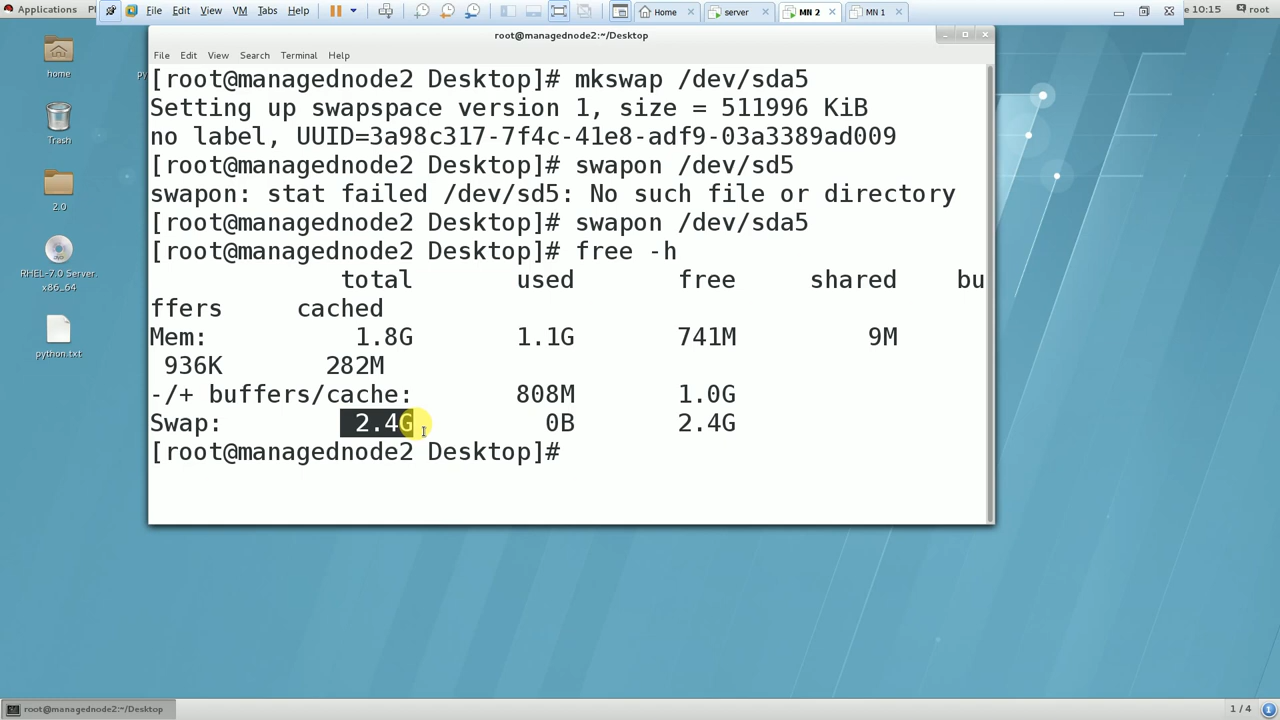 Applications
File Edit View VM Tabs Help
Home
server
MN 2
MN 1
10:15
root
root@managednode2:~/Desktop
File Edit View Search Terminal Help
[root@managednode2 Desktop]# mkswap /dev/sda5
Setting up swapspace version 1, size = 511996 KiB
no label, UUID=3a98c317-7f4c-41e8-adf9-03a3389ad009
[root@managednode2 Desktop]# swapon /dev/sd5
swapon: stat failed /dev/sd5: No such file or directory
[root@managednode2 Desktop]# swapon /dev/sda5
[root@managednode2 Desktop]# free -h
total used free shared bu
ffers cached
Mem: 1.8G 1.1G 741M 9M
936K 282M
-/+ buffers/cache: 808M 1.0G
Swap: 2.4G 0B 2.4G
[root@managednode2 Desktop]#
home
Trash
2.0
RHEL-7.0 Server.
x86_64
python.txt
root@managednode2:~/Desktop
1 / 4